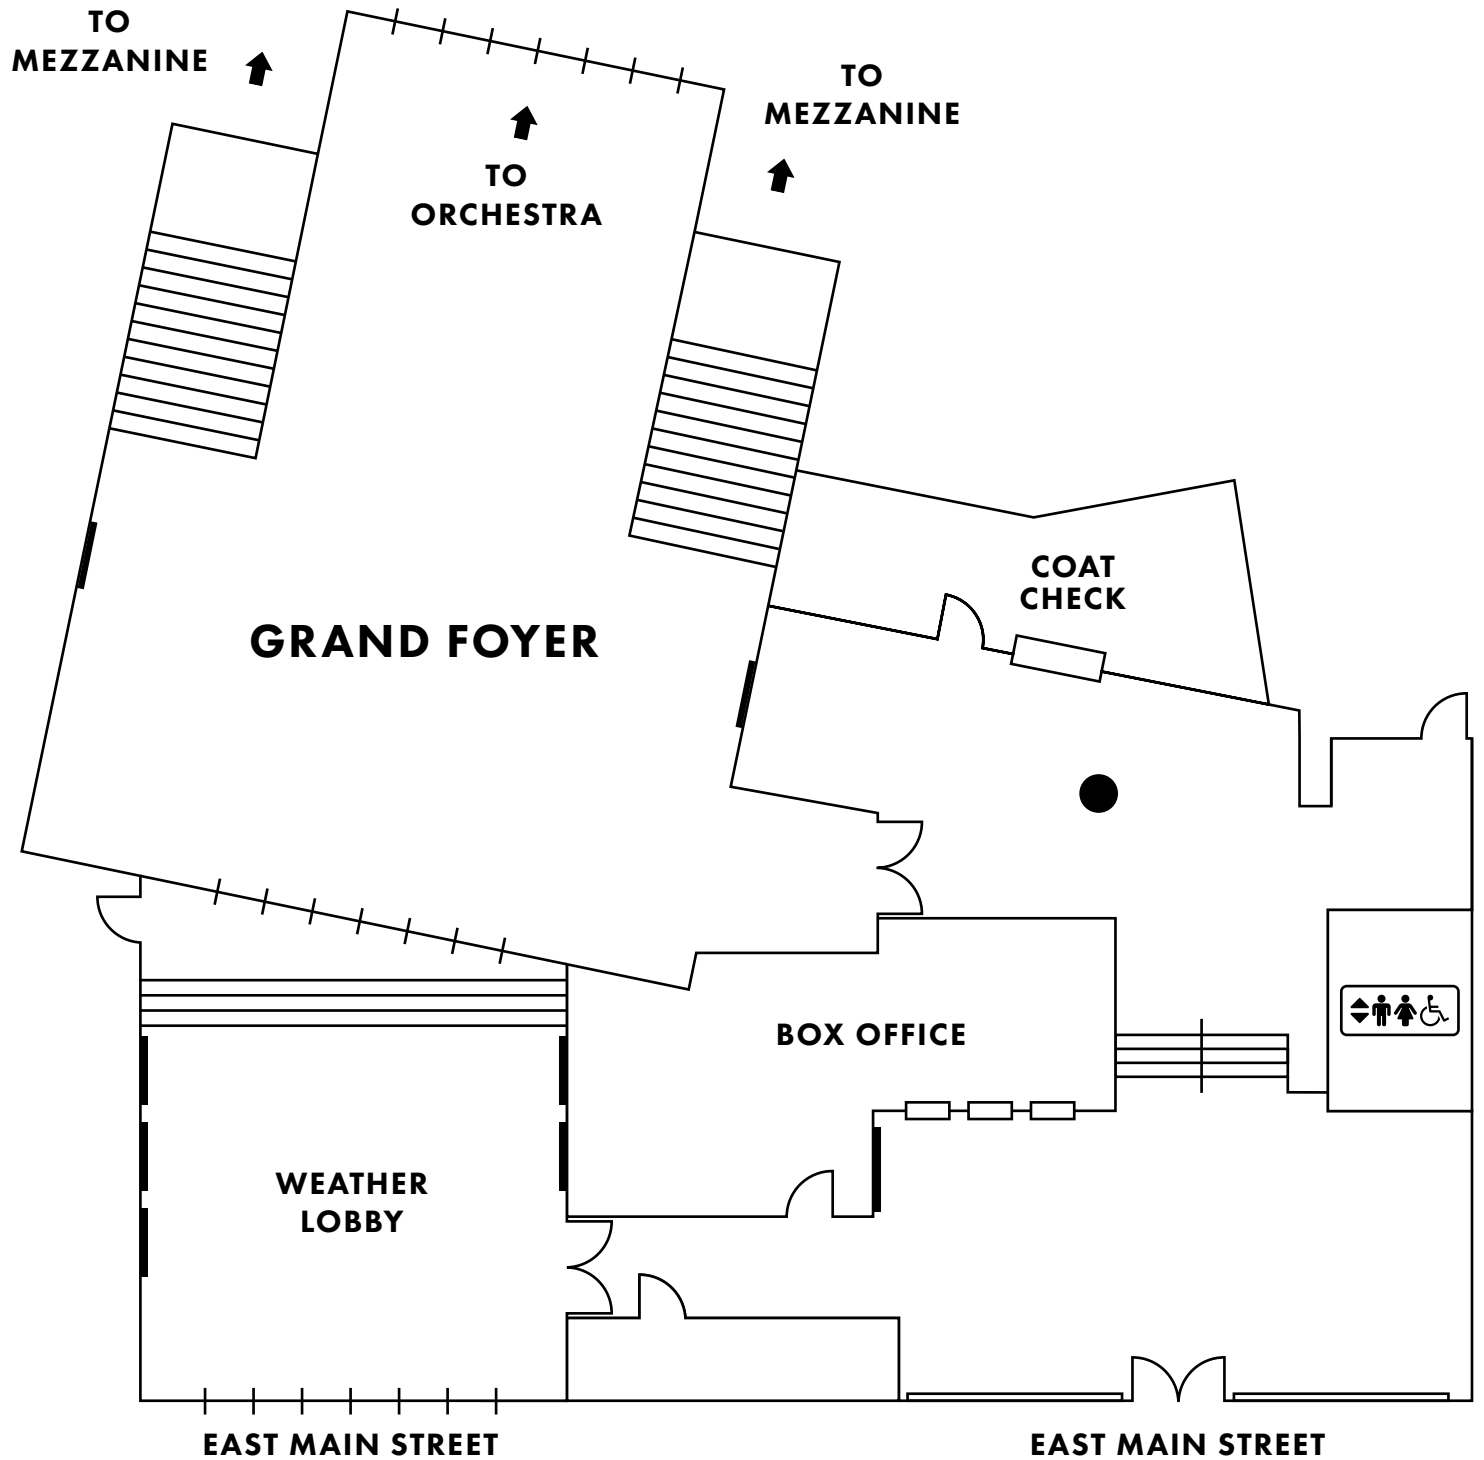 TO
MEZZANINE
TO
MEZZANINE
TO
ORCHESTRA
COAT
CHECK
GRAND FOYER
BOX OFFICE
WEATHER
LOBBY
EAST MAIN STREET
EAST MAIN STREET